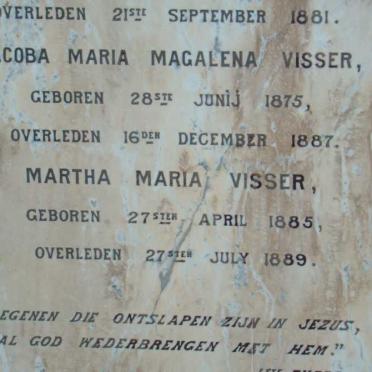 OVERLEDEN 21STE SEPTEMBER 1881.
COBA MARIA MAGALENA VISSER,
GEBOREN 28STE JUNIJ 1875,
OVERLEDEN 16DEN DECEMBER 1887.
MARTHA MARIA VISSER,
GEBOREN 27STEN APRIL 1885,
OVERLEDEN 27STEN JULY 1889.
EGENEN DIE ONTSLAPEN ZIJN IN JEZUS,
AL GOD WEDERBRENGEN MET HEM."